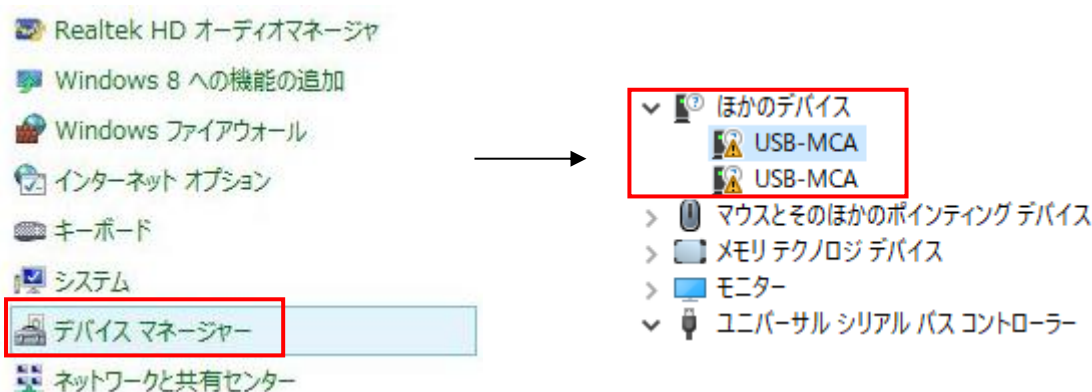 Realtek HD オーディオマネージャ
Windows 8 への機能の追加
Windows ファイアウォール
インターネット オプション
キーボード
システム
デバイス マネージャー
ネットワークと共有センター
ほかのデバイス
USB-MCA
USB-MCA
マウスとそのほかのポインティング デバイス
メモリ テクノロジ デバイス
モニター
ユニバーサル シリアル バス コントローラー